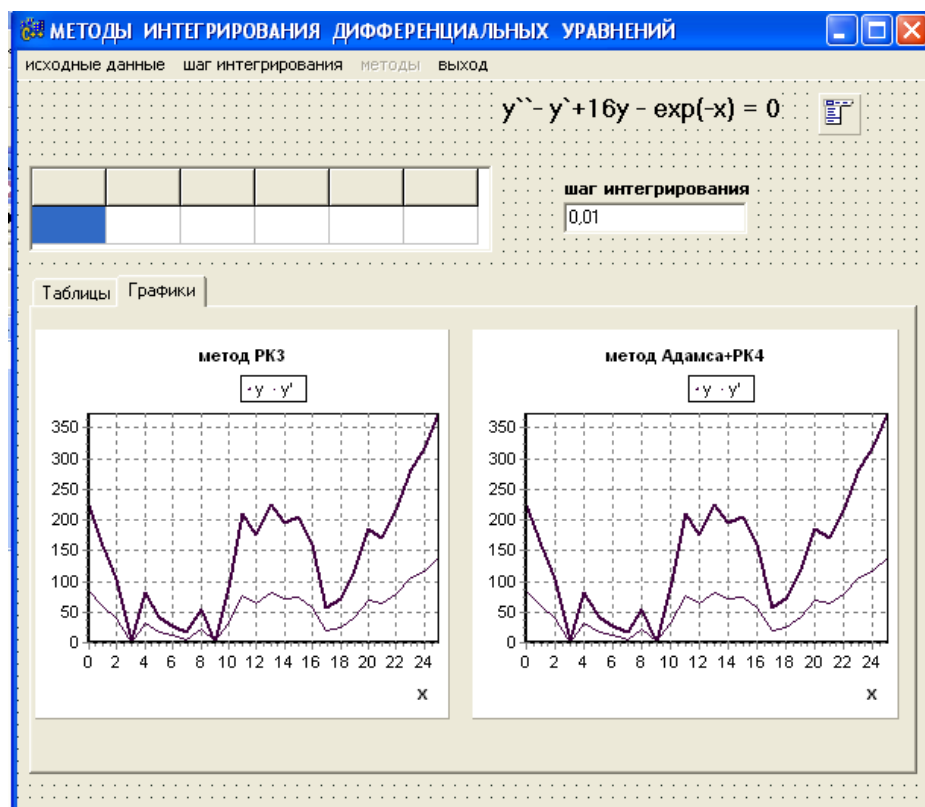 МЕТОДЫ ИНТЕГРИРОВАНИЯ ДИФФЕРЕНЦИАЛЬНЫХ УРАВНЕНИЙ
исходные данные шаг интегрирования методы выход
y``- y`+16y - exp(-x) = 0
шаг интегрирования
0,01
Таблицы Графики
метод РК3
y y'
350
300
250
200
150
100
50
0
0 2 4 6 8 10 12 14 16 18 20 22 24
x
метод Адамса+РК4
y y'
350
300
250
200
150
100
50
0
0 2 4 6 8 10 12 14 16 18 20 22 24
x